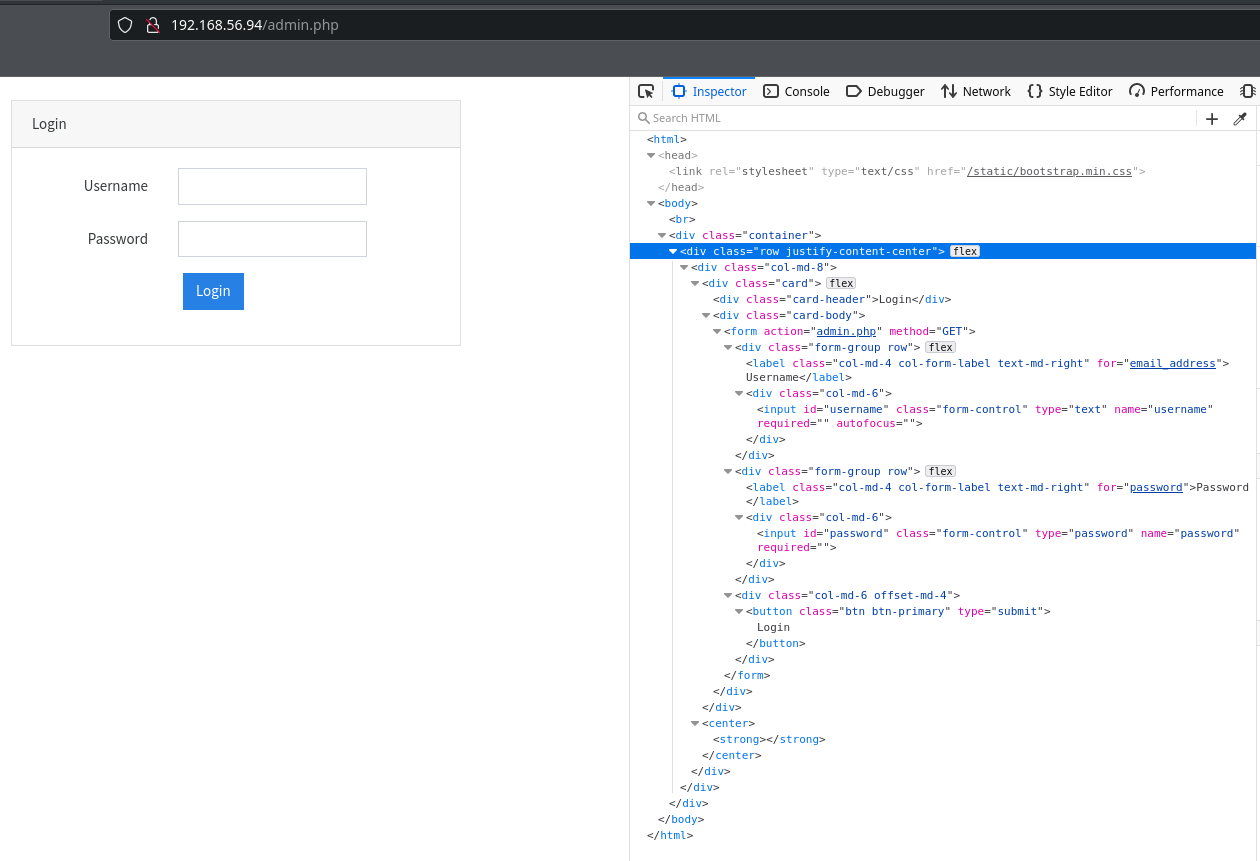 192.168.56.94/admin.php
Login
Username
Password
Login
Inspector Console Debugger Network Style Editor Performance
Search HTML
<html>
<head>
<link rel="stylesheet" type="text/css" href="/static/bootstrap.min.css">
</head>
<body>
<br>
<div class="container">
<div class="row justify-content-center"> flex
<div class="col-md-8">
<div class="card"> flex
<div class="card-header">Login</div>
<div class="card-body">
<form action="admin.php" method="GET">
<div class="form-group row"> flex
<label class="col-md-4 col-form-label text-md-right" for="email_address">
Username</label>
<div class="col-md-6">
<input id="username" class="form-control" type="text" name="username"
required="" autofocus="">
</div>
</div>
<div class="form-group row"> flex
<label class="col-md-4 col-form-label text-md-right" for="password">Password
</label>
<div class="col-md-6">
<input id="password" class="form-control" type="password" name="password"
required="">
</div>
</div>
<div class="col-md-6 offset-md-4">
<button class="btn btn-primary" type="submit">
Login
</button>
</div>
</form>
</div>
</div>
<center>
<strong></strong>
</center>
</div>
</div>
</div>
</body>
</html>